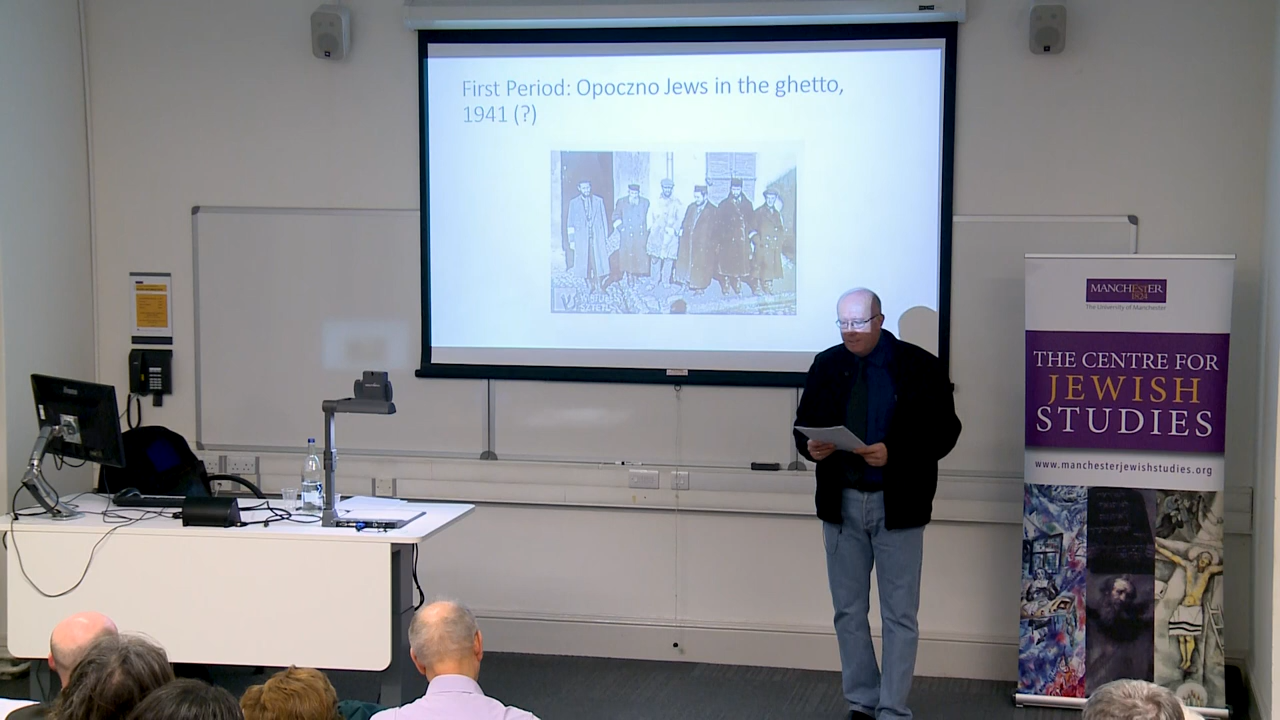 First Period: Opoczno Jews in the ghetto,
1941 (?)
MANCHESTER
1824
The University of Manchester
THE CENTRE FOR
JEWISH
STUDIES
www.manchesterjewishstudies.org